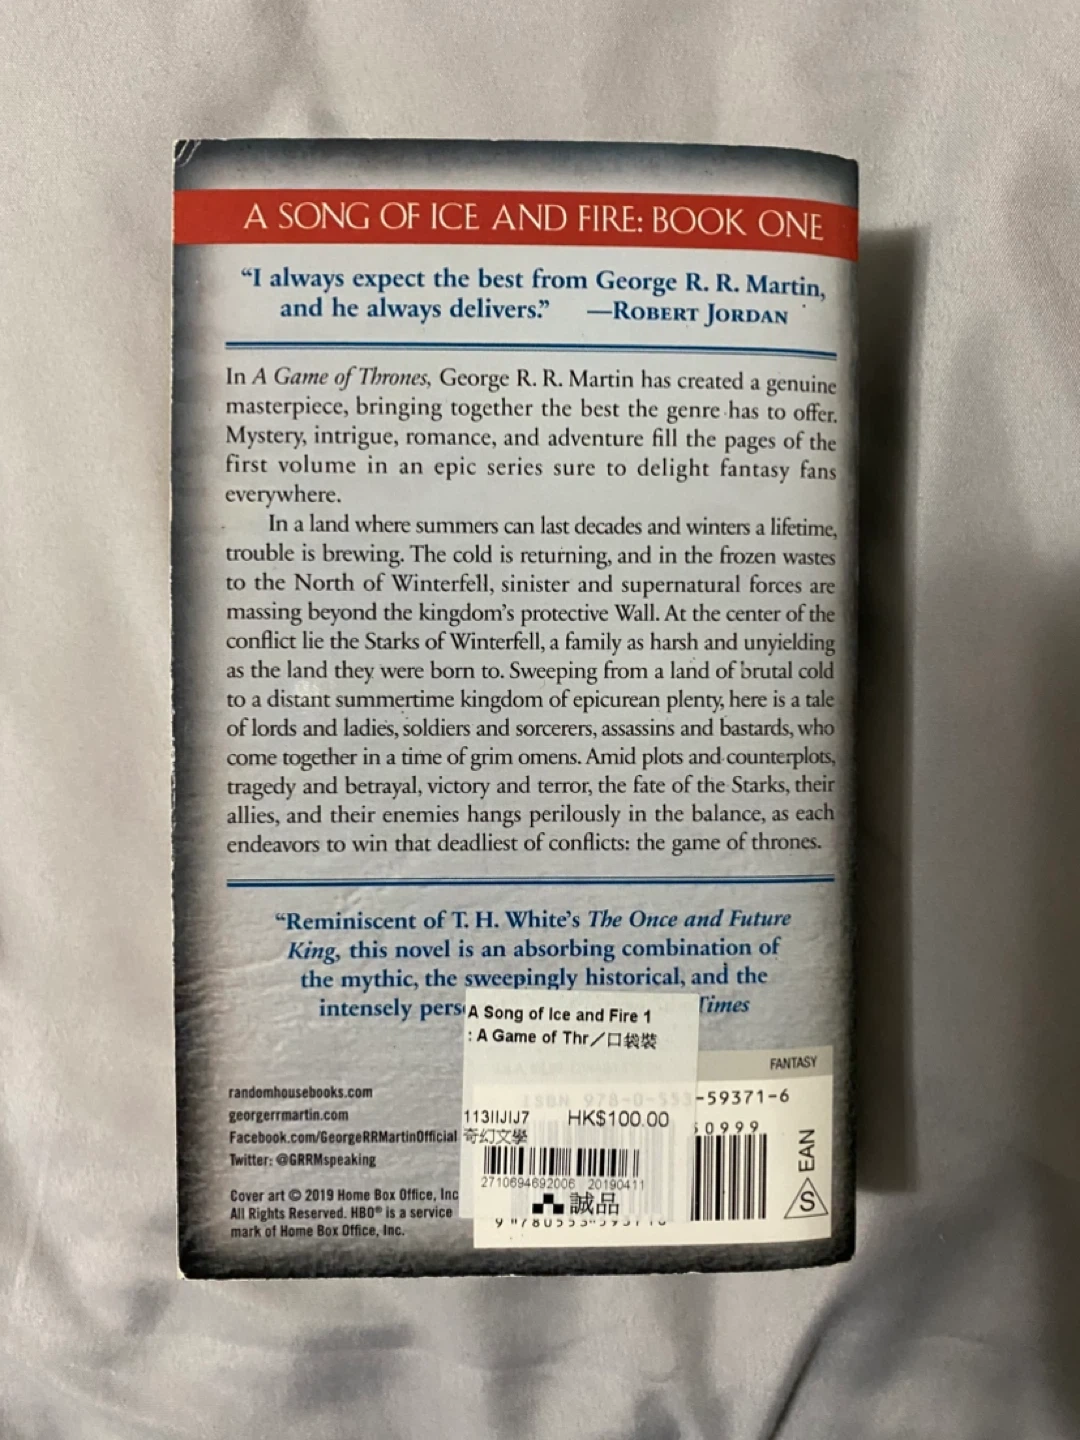 A SONG OF ICE AND FIRE: BOOK ONE
“I always expect the best from George R. R. Martin,
and he always delivers.” —ROBERT JORDAN
In A Game of Thrones, George R. R. Martin has created a genuine
masterpiece, bringing together the best the genre has to offer.
Mystery, intrigue, romance, and adventure fill the pages of the
first volume in an epic series sure to delight fantasy fans
everywhere.
In a land where summers can last decades and winters a lifetime,
trouble is brewing. The cold is returning, and in the frozen wastes
to the North of Winterfell, sinister and supernatural forces are
massing beyond the kingdom’s protective Wall. At the center of the
conflict lie the Starks of Winterfell, a family as harsh and unyielding
as the land they were born to. Sweeping from a land of brutal cold
to a distant summertime kingdom of epicurean plenty, here is a tale
of lords and ladies, soldiers and sorcerers, assassins and bastards, who
come together in a time of grim omens. Amid plots and counterplots,
tragedy and betrayal, victory and terror, the fate of the Starks, their
allies, and their enemies hangs perilously in the balance, as each
endeavors to win that deadliest of conflicts: the game of thrones.
“Reminiscent of T. H. White’s The Once and Future
King, this novel is an absorbing combination of
the mythic, the sweepingly historical, and the
intensely pers Times
A Song of Ice and Fire 1
: A Game of Thr／口袋裝
FANTASY
ISBN 978-0-553-59371-6
randomhousebooks.com
georgerrmartin.com
Facebook.com/GeorgeRRMartinOfficial
Twitter: @GRRMspeaking
113IIJIJ7 HK$100.00
奇幻文學
2710694692006 20190411
誠品
50999
EAN
S
Cover art © 2019 Home Box Office, Inc
All Rights Reserved. HBO® is a service
mark of Home Box Office, Inc.